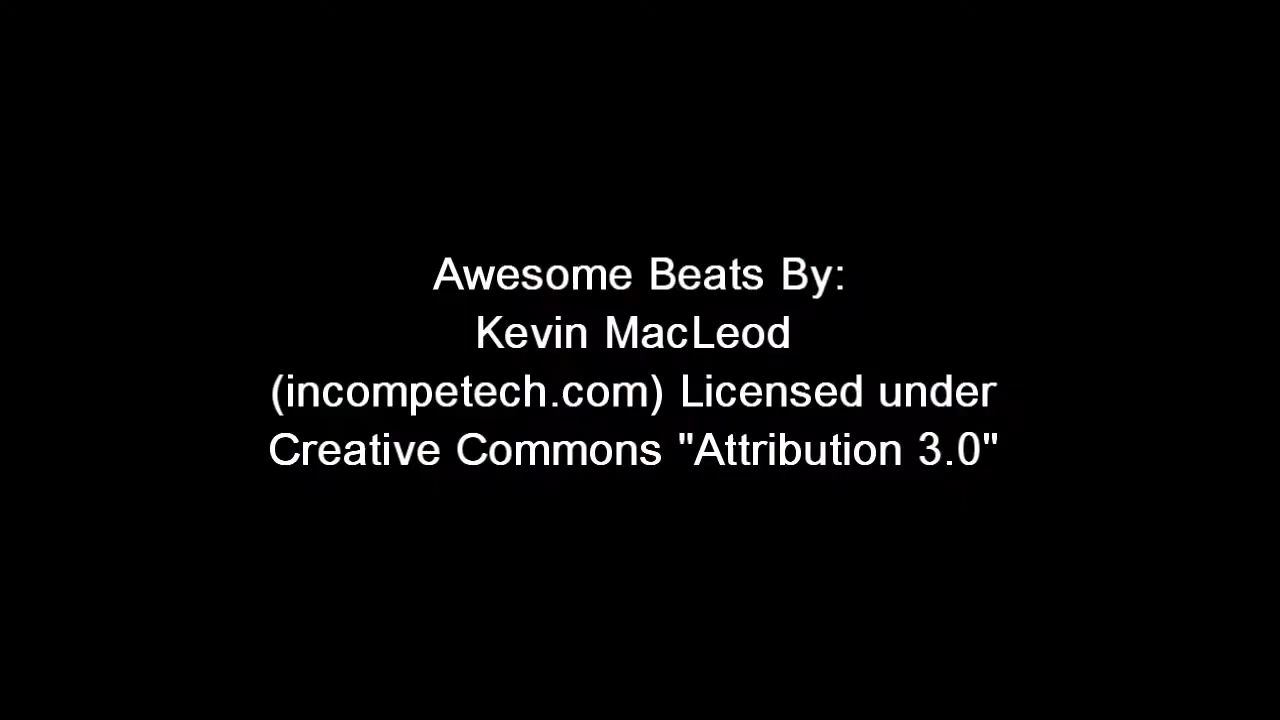 Awesome Beats By:
Kevin MacLeod
(incompetech.com) Licensed under
Creative Commons "Attribution 3.0"